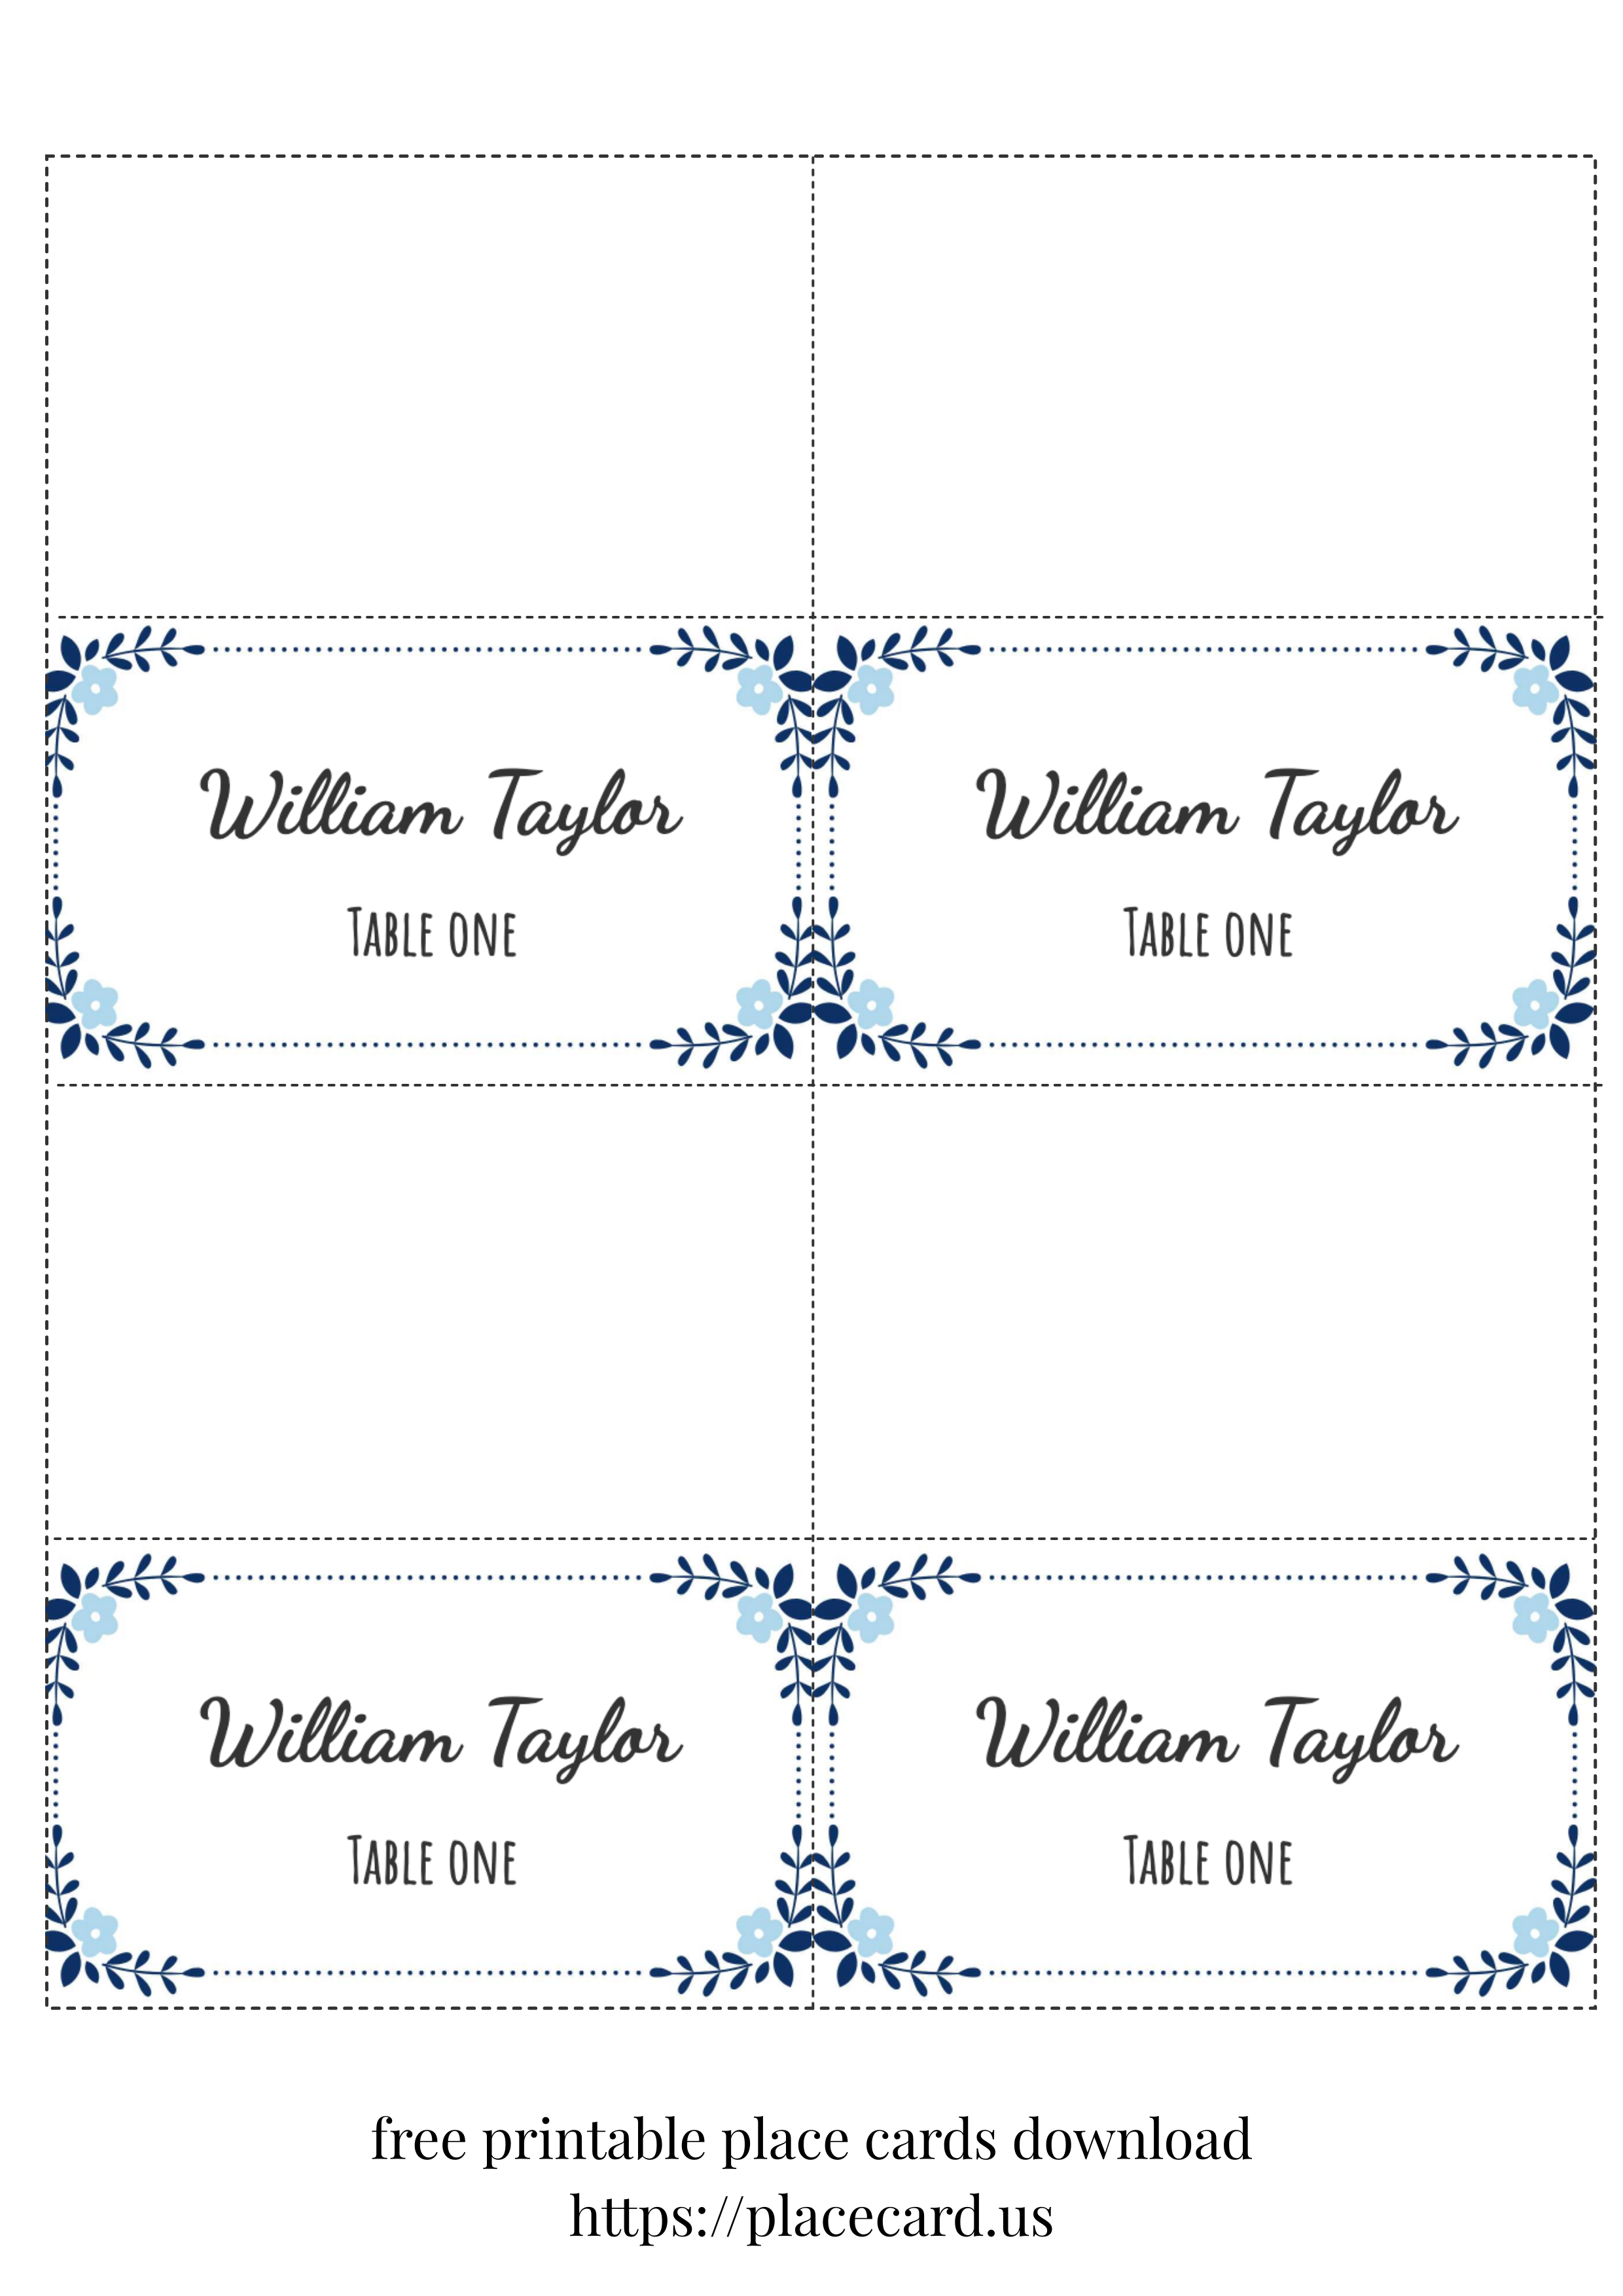 William Taylor William Taylor
Table one Table one
William Taylor William Taylor
Table one Table one
free printable place cards download
https://placecard.us